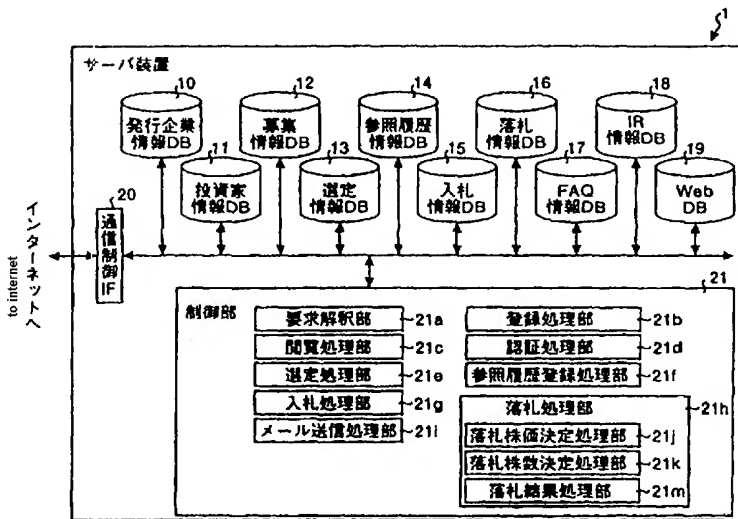 1
サーバ装置
10
発行企業
情報DB
12
募集
情報DB
14
参照履歴
情報DB
16
落札
情報DB
18
IR
情報DB
11
投資家
情報DB
13
選定
情報DB
15
入札
情報DB
17
FAQ
情報DB
19
Web
DB
20
通信制御IF
インターネットへ
to internet
21
制御部
要求解釈部
21a
登録処理部
21b
閲覧処理部
21c
認証処理部
21d
選定処理部
21e
参照履歴登録処理部
21f
入札処理部
21g
落札処理部
21h
メール送信処理部
21i
落札株価決定処理部
21j
落札株数決定処理部
21k
落札結果処理部
21m